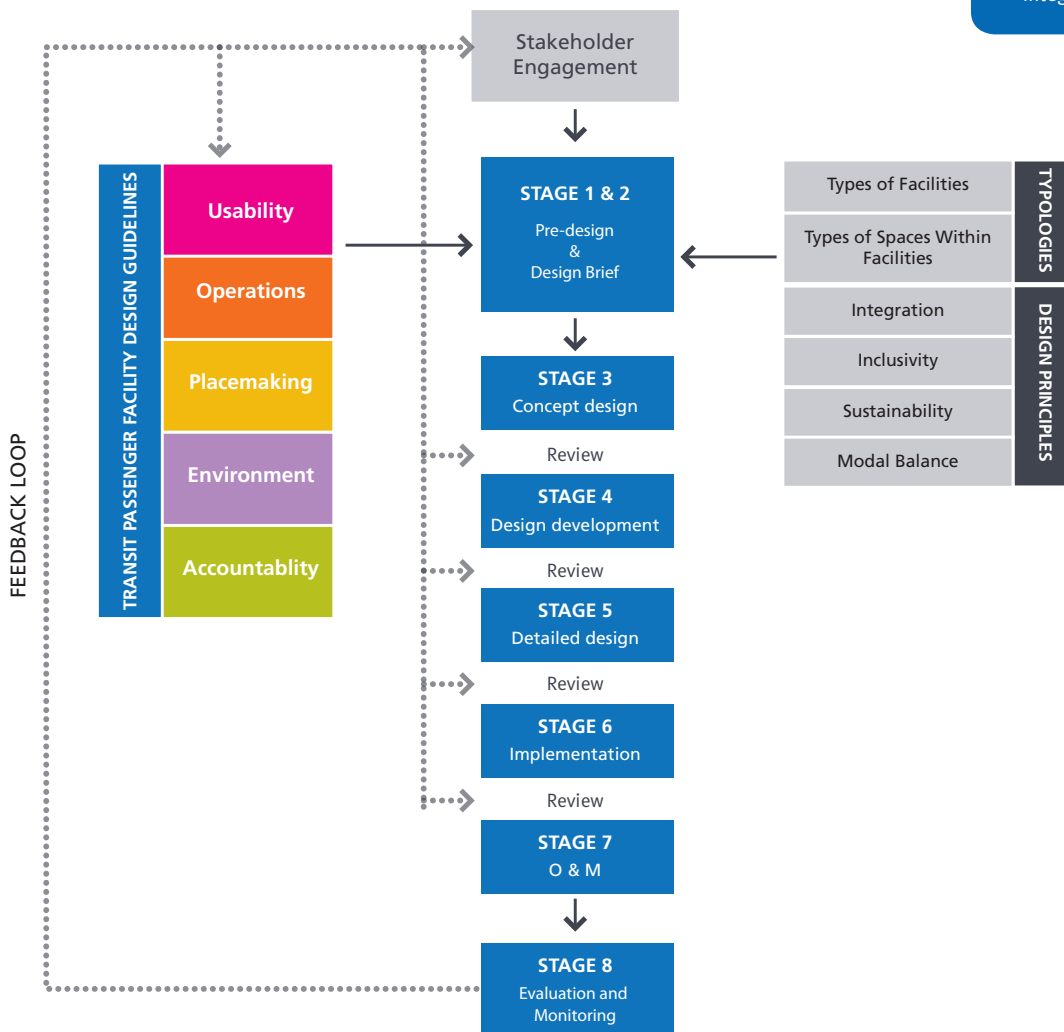 Stakeholder
Engagement
FEEDBACK LOOP
TRANSIT PASSENGER FACILITY DESIGN GUIDELINES
Usability
Operations
Placemaking
Environment
Accountablity
STAGE 1 & 2
Pre-design
&
Design Brief
STAGE 3
Concept design
Review
STAGE 4
Design development
Review
STAGE 5
Detailed design
Review
STAGE 6
Implementation
Review
STAGE 7
O & M
STAGE 8
Evaluation and
Monitoring
Types of Facilities
Types of Spaces Within
Facilities
TYPOLOGIES
Integration
Inclusivity
Sustainability
Modal Balance
DESIGN PRINCIPLES